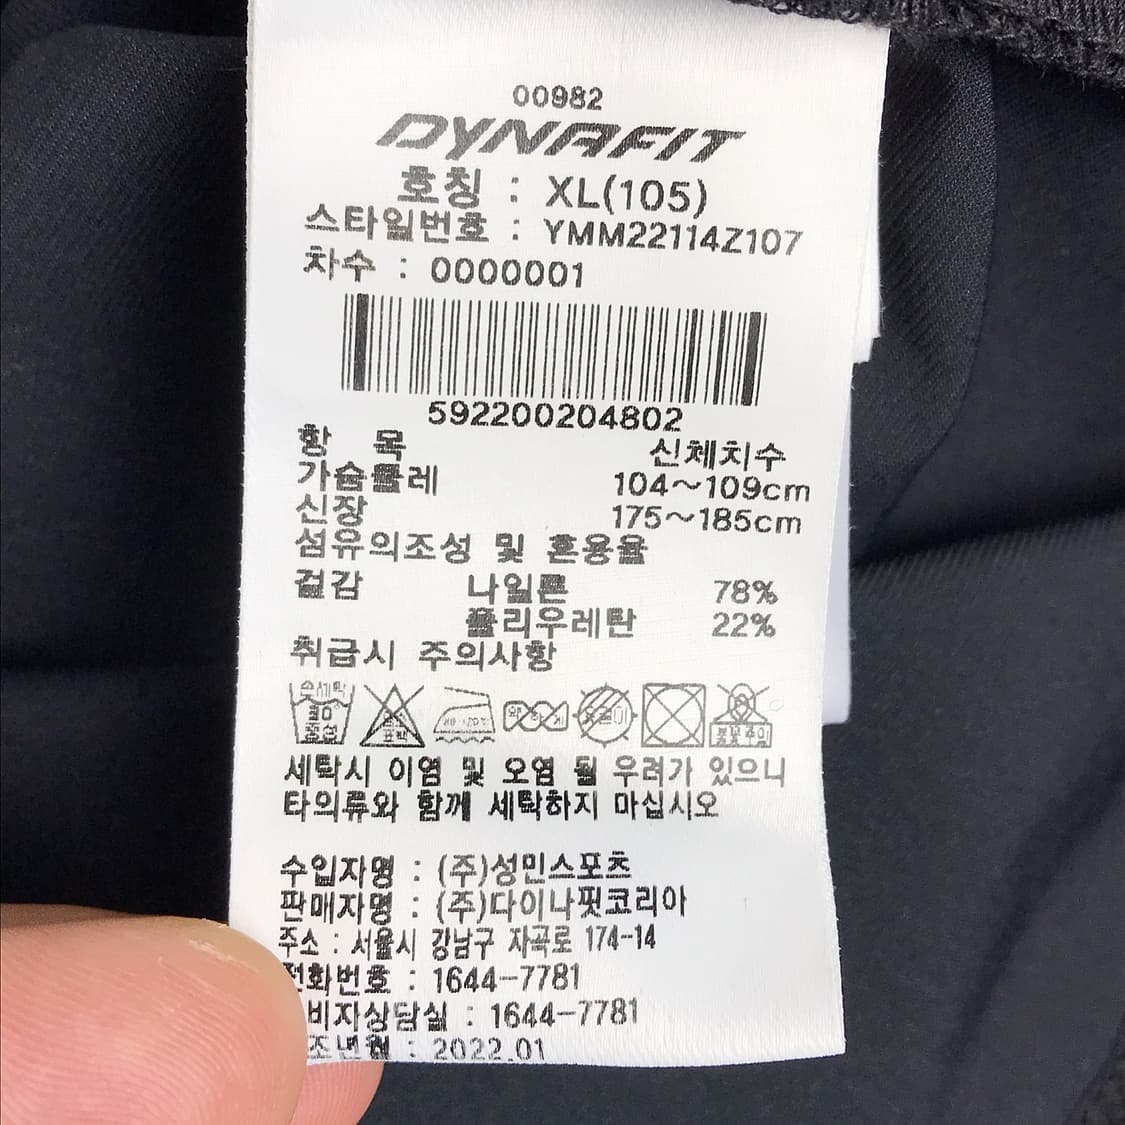 00982
DYNAFIT
호칭 : XL(105)
스타일번호 : YMM22114Z107
차수 : 0000001
592200204802
항 목 신체치수
가슴둘레 104~109cm
신장 175~185cm
섬유의조성 및 혼용율
겉감 나일론 78%
폴리우레탄 22%
취급시 주의사항
손세탁
약하게
세탁시 이염 및 오염 될 우려가 있으니
타의류와 함께 세탁하지 마십시오
수입자명 : (주)성민스포츠
판매자명 : (주)다이나핏코리아
주소 : 서울시 강남구 자곡로 174-14
전화번호 : 1644-7781
비자상담실 : 1644-7781
조년월 : 2022.01